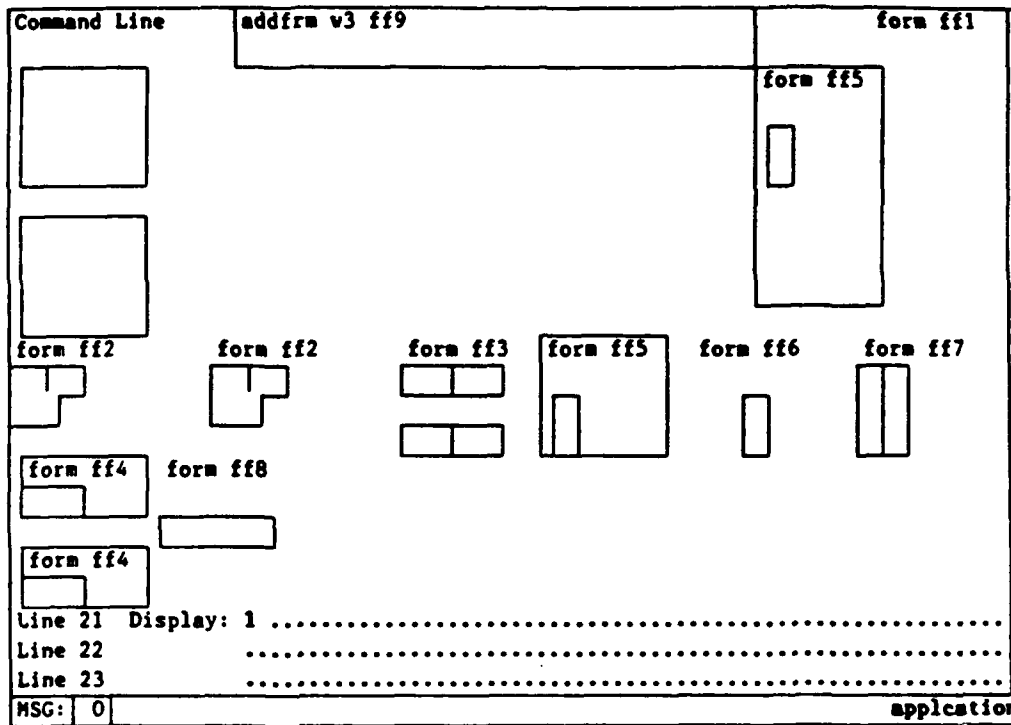 Command Line addfrm v3 ff9 form ff1
form ff5
form ff2 form ff2 form ff3 form ff5 form ff6 form ff7
form ff4 form ff8
form ff4
Line 21 Display: 1 ..........................................................
Line 22 ............................................................
Line 23 ............................................................
MSG: 0 applcation